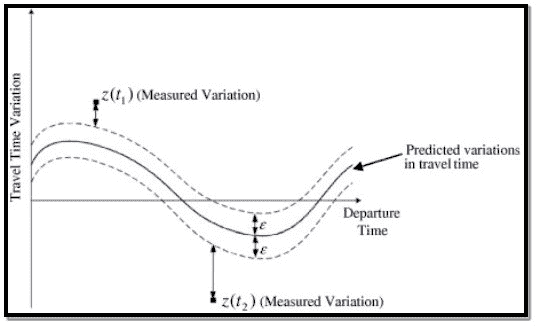 Travel Time Variation
z(t₁) (Measured Variation)
Predicted variations
in travel time
Departure
Time
ε
ε
z(t₂) (Measured Variation)